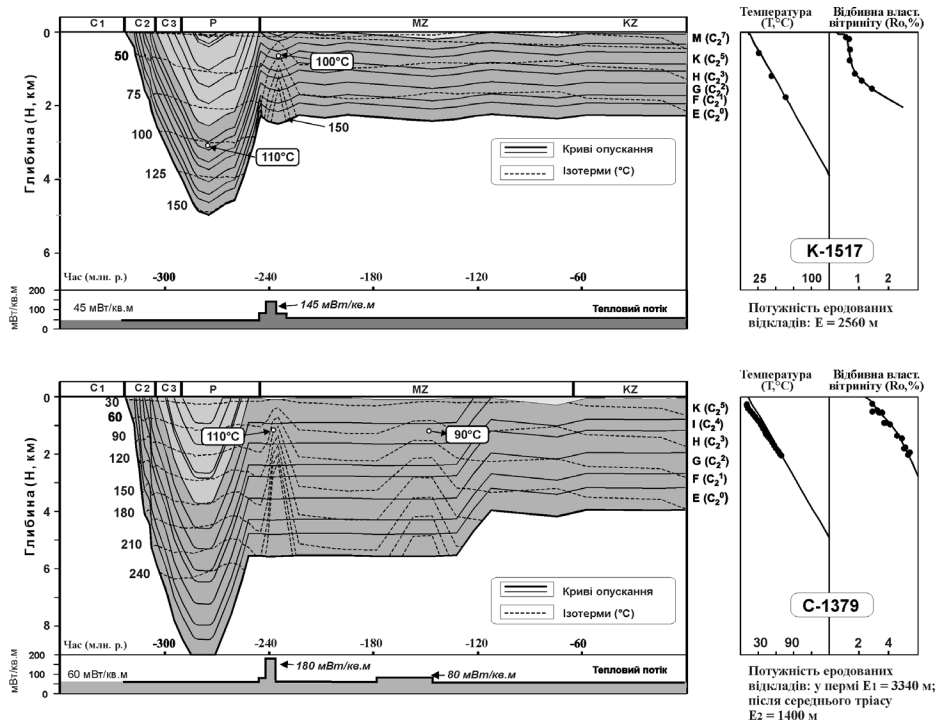 C 1 C 2 C 3 P MZ KZ
Температура
(T,°C)
Відбивна власт.
вітриніту (Ro,%)
Глибина (Н, км)
0
2
4
6
50
75
100
125
150
100°C
110°C
150
M (C₂⁷)
K (C₂⁵)
H (C₂³)
G (C₂²)
F (C₂¹)
E (C₂⁰)
Криві опускання
Ізотерми (°C)
K-1517
25 100 1 2
Час (млн. р.) -300 -240 -180 -120 -60
мВт/кв.м
200
100
0
45 мВт/кв.м
145 мВт/кв.м
Тепловий потік
Потужність еродованих
відкладів: E = 2560 м
C 1 C 2 C 3 P MZ KZ
Температура
(T,°C)
Відбивна власт.
вітриніту (Ro,%)
Глибина (Н, км)
0
2
4
6
8
30
60
90
120
150
180
210
240
110°C
90°C
K (C₂⁵)
I (C₂⁴)
H (C₂³)
G (C₂²)
F (C₂¹)
E (C₂⁰)
Криві опускання
Ізотерми (°C)
C-1379
30 90 2 4
Час (млн. р.) -300 -240 -180 -120 -60
мВт/кв.м
200
100
0
60 мВт/кв.м
180 мВт/кв.м
80 мВт/кв.м
Тепловий потік
Потужність еродованих
відкладів: у пермі E₁ = 3340 м;
після середнього тріасу
E₂ = 1400 м